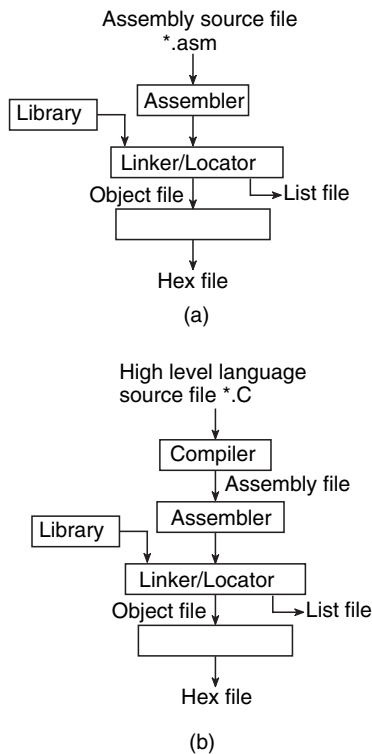 Assembly source file
*.asm
Assembler
Library
Linker/Locator
Object file
List file
Hex file
(a)
High level language
source file *.C
Compiler
Assembly file
Assembler
Library
Linker/Locator
Object file
List file
Hex file
(b)